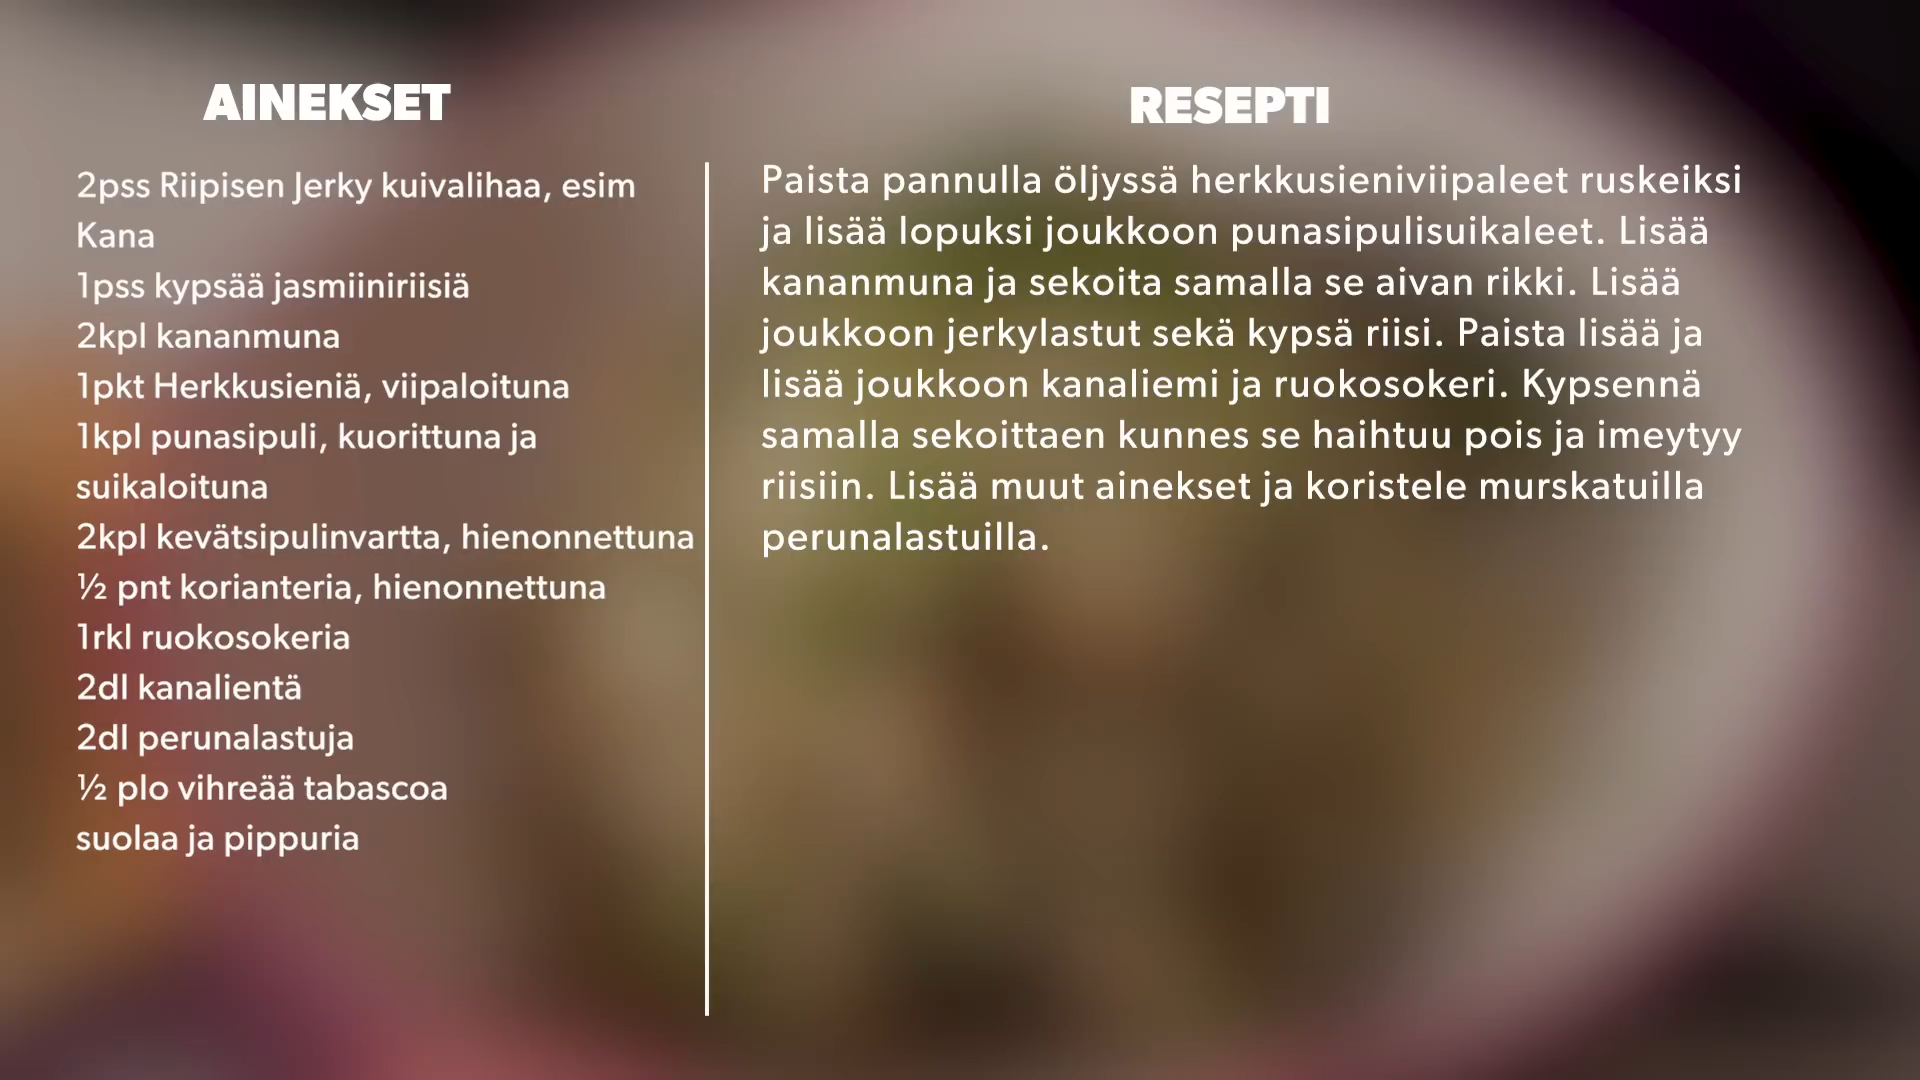 AINEKSET
2pss Riipisen Jerky kuivalihaa, esim
Kana
1pss kypsää jasmiiniriisiä
2kpl kananmuna
1pkt Herkkusieniä, viipaloituna
1kpl punasipuli, kuorittuna ja
suikaloituna
2kpl kevätsipulinvartta, hienonnettuna
½ pnt korianteria, hienonnettuna
1rkl ruokosokeria
2dl kanalientä
2dl perunalastuja
½ plo vihreää tabascoa
suolaa ja pippuria
RESEPTI
Paista pannulla öljyssä herkkusieniviipaleet ruskeiksi
ja lisää lopuksi joukkoon punasipulisuikaleet. Lisää
kananmuna ja sekoita samalla se aivan rikki. Lisää
joukkoon jerkylastut sekä kypsä riisi. Paista lisää ja
lisää joukkoon kanaliemi ja ruokosokeri. Kypsennä
samalla sekoittaen kunnes se haihtuu pois ja imeytyy
riisiin. Lisää muut ainekset ja koristele murskatuilla
perunalastuilla.